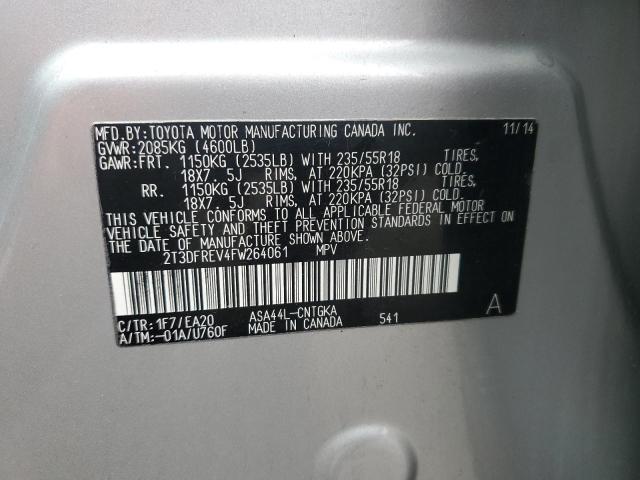 MFD.BY:TOYOTA MOTOR MANUFACTURING CANADA INC. 11/14
GVWR:2085KG (4600LB)
GAWR:FRT. 1150KG (2535LB) WITH 235/55R18 TIRES,
18X7. 5J RIMS, AT 220KPA (32PSI) COLD.
RR. 1150KG (2535LB) WITH 235/55R18 TIRES,
18X7. 5J RIMS, AT 220KPA (32PSI) COLD.
THIS VEHICLE CONFORMS TO ALL APPLICABLE FEDERAL MOTOR
VEHICLE SAFETY AND THEFT PREVENTION STANDARDS IN EFFECT ON
THE DATE OF MANUFACTURE SHOWN ABOVE.
2T3DFREV4FW264061 MPV
C/TR:1F7/EA20 ASA44L-CNTGKA
A/TM:-01A/U760F MADE IN CANADA 541 A